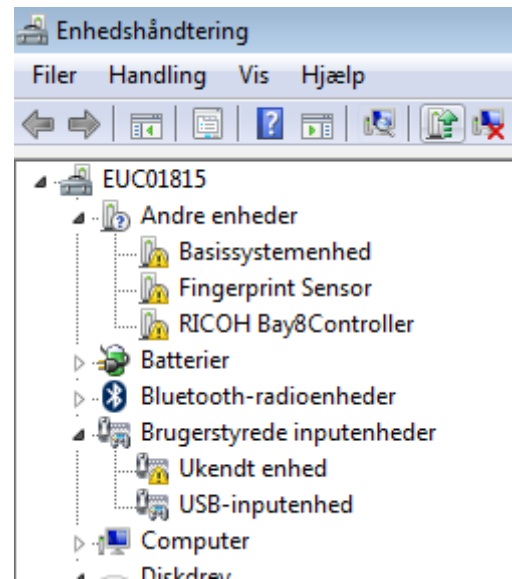 Enhedshåndtering
Filer Handling Vis Hjælp
EUC01815
Andre enheder
Basissystemenhed
Fingerprint Sensor
RICOH Bay8Controller
Batterier
Bluetooth-radioenheder
Brugerstyrede inputenheder
Ukendt enhed
USB-inputenhed
Computer
Diskdrev